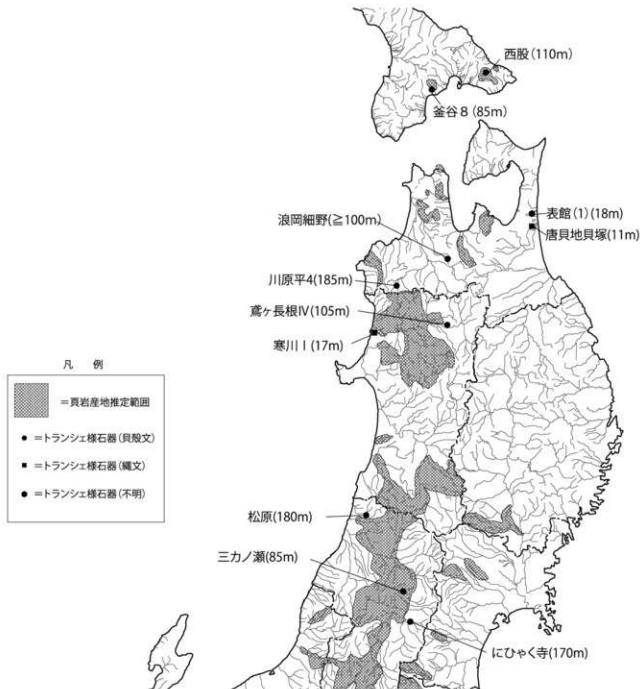 西股(110m)
釜谷8(85m)
表館(1)(18m)
浪岡細野(≧100m)
唐貝地貝塚(11m)
川原平4(185m)
鳶ヶ長根Ⅳ(105m)
寒川Ⅰ(17m)
凡 例
=頁岩産地推定範囲
=トランシェ様石器(貝殻文)
=トランシェ様石器(縄文)
=トランシェ様石器(不明)
松原(180m)
三カノ瀬(85m)
にひゃく寺(170m)